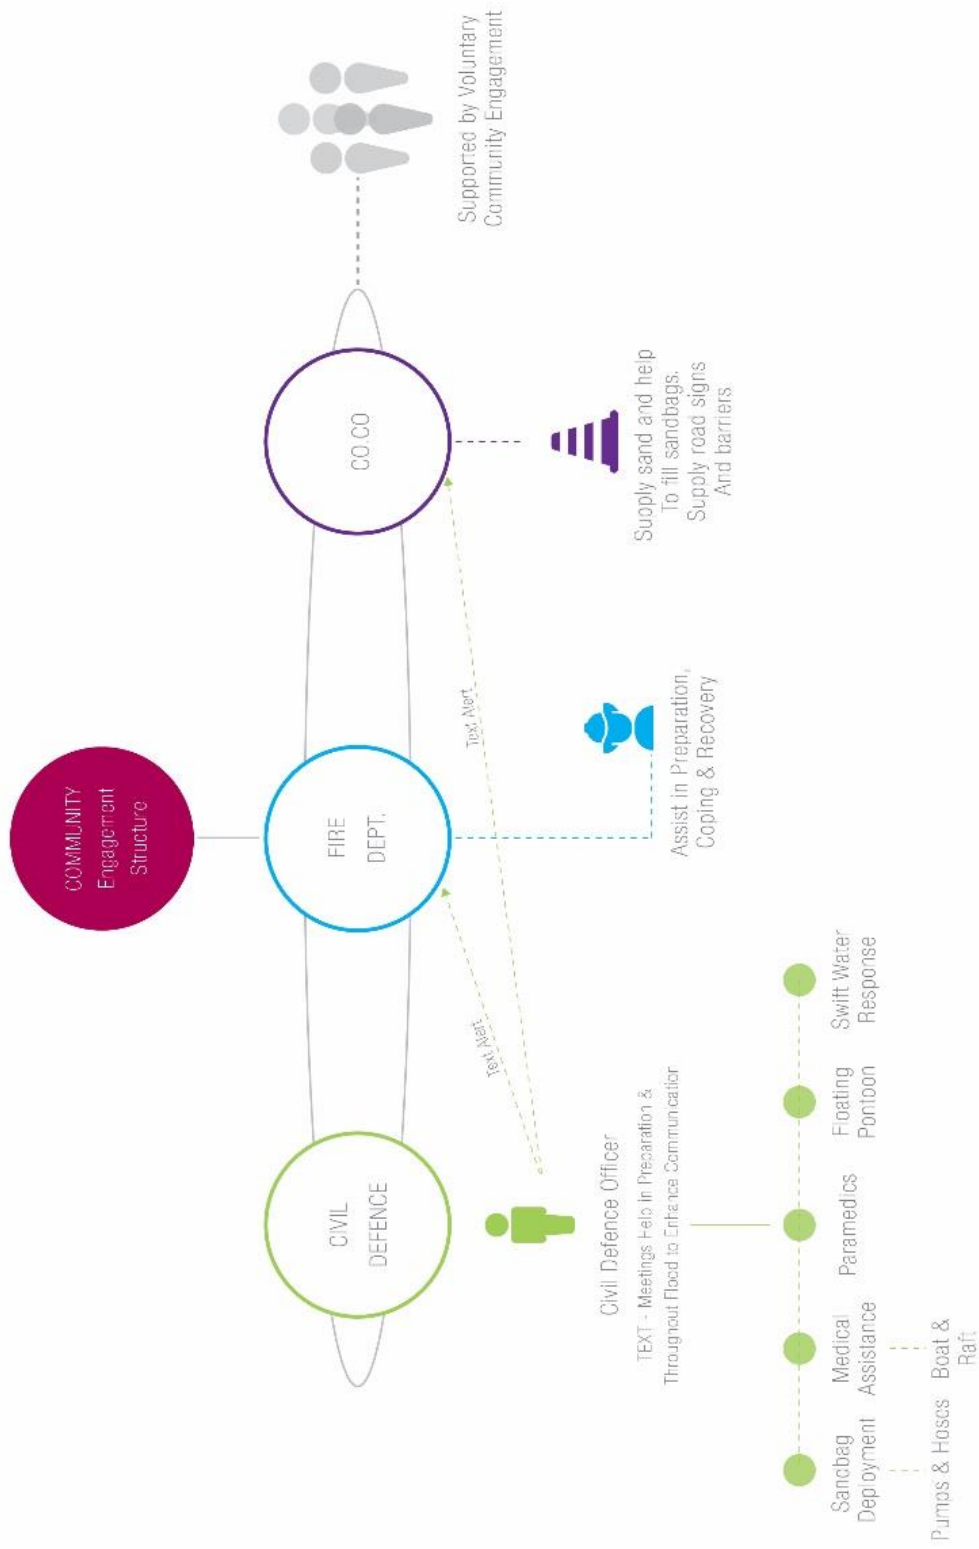 COMMUNITY
Engagement
Structure
CIVIL
DEFENCE
FIRE
DEPT.
CO.CO
Supported by Voluntary
Community Engagement
Text Alert
Text Alert
Civil Defence Officer
TEXT - Meetings Help in Preparation &
Throughout Flood to Enhance Communication
Assist in Preparation,
Coping & Recovery
Supply sand and help
To fill sandbags.
Supply road signs
And barriers
Sandbag
Deployment
Medical
Assistance
Paramedics
Floating
Pontoon
Swift Water
Response
Pumps & Hoses
Boat &
Raft